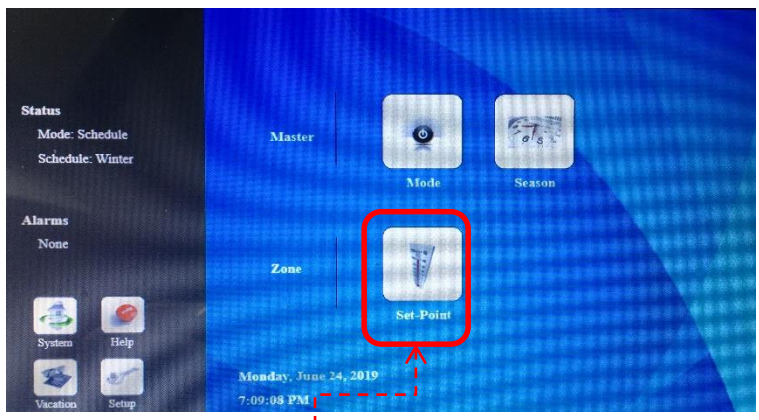 Status
Mode: Schedule
Schedule: Winter
Alarms
None
System
Help
Vacation
Setup
Master
Mode
Season
Zone
Set-Point
Monday, June 24, 2019
7:09:08 PM